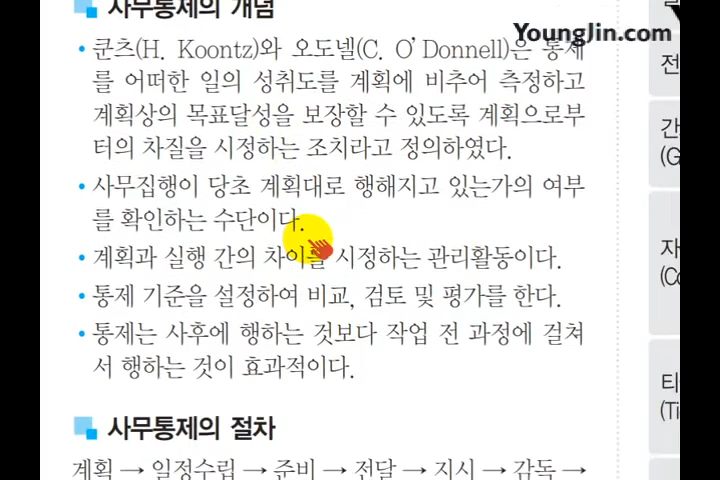 사무통제의 개념
YoungJin.com
• 쿤츠(H. Koontz)와 오도넬(C. O'Donnell)은 통제
를 어떠한 일의 성취도를 계획에 비추어 측정하고
계획상의 목표달성을 보장할 수 있도록 계획으로부
터의 차질을 시정하는 조치라고 정의하였다.
• 사무집행이 당초 계획대로 행해지고 있는가의 여부
를 확인하는 수단이다.
• 계획과 실행 간의 차이를 시정하는 관리활동이다.
• 통제 기준을 설정하여 비교, 검토 및 평가를 한다.
• 통제는 사후에 행하는 것보다 작업 전 과정에 걸쳐
서 행하는 것이 효과적이다.
사무통제의 절차
계획 → 일정수립 → 준비 → 전달 → 지시 → 감독 →
전
간
(G
자
(Co
티
(Ti